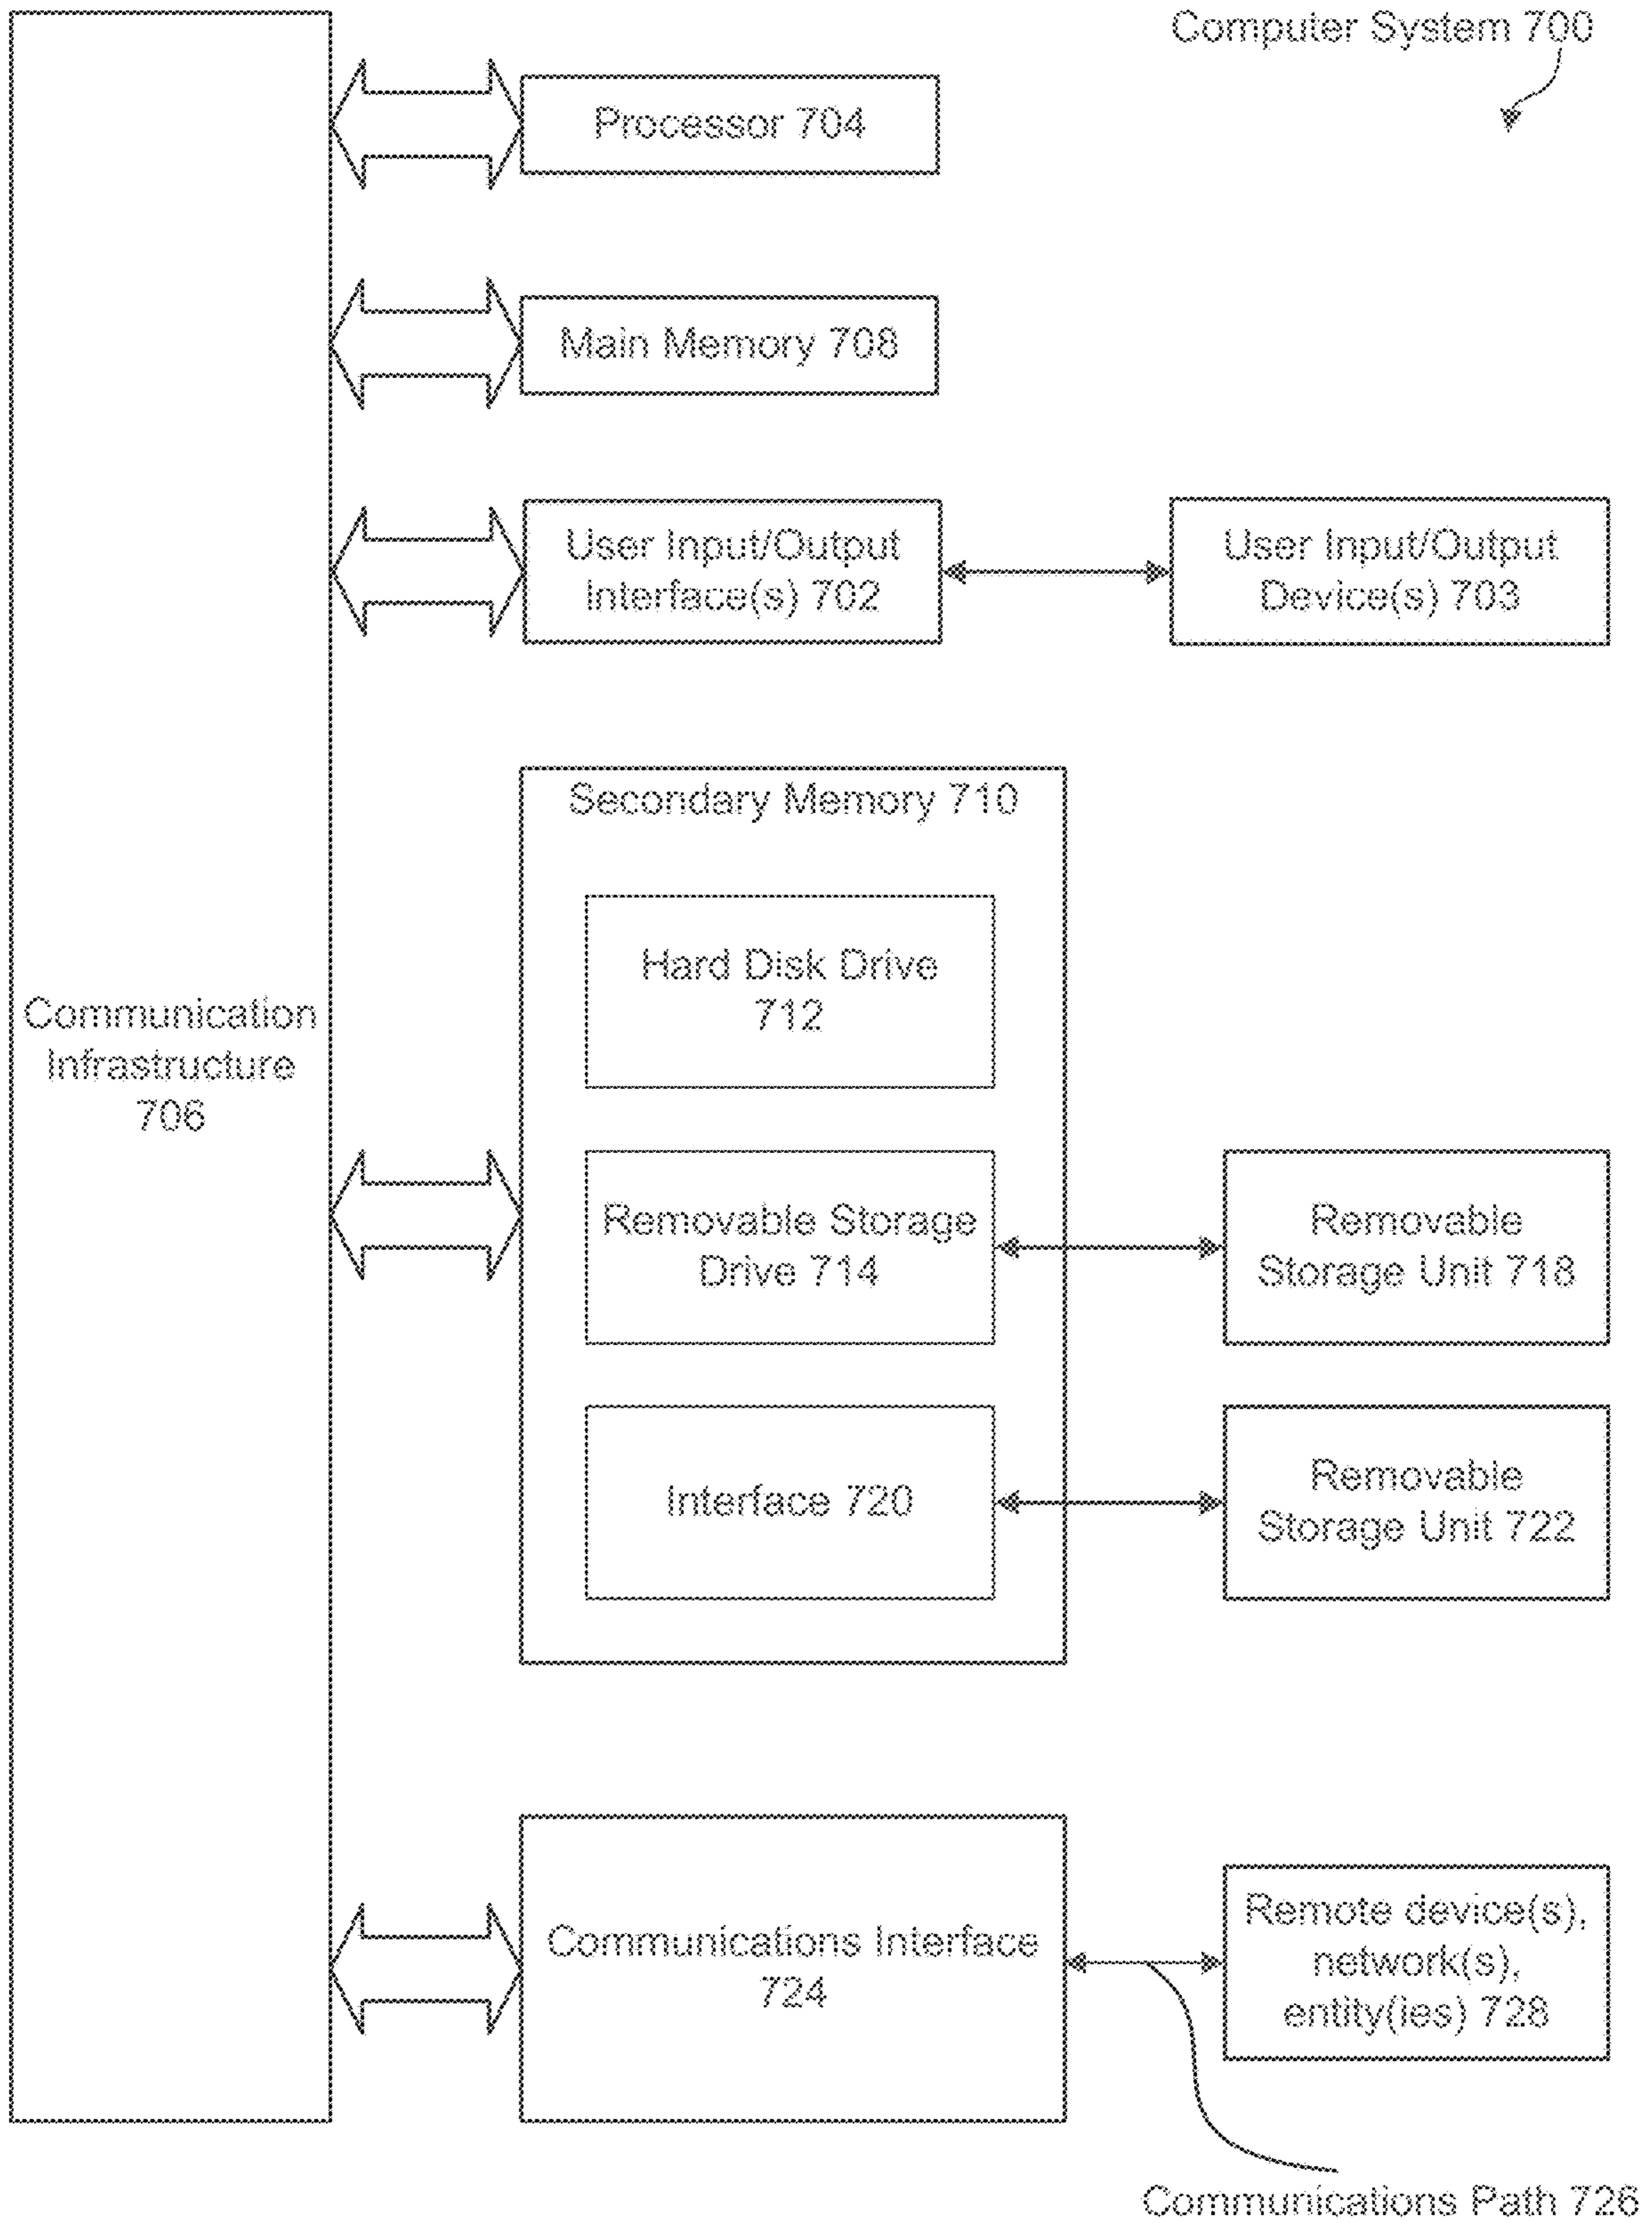 Computer System 700
Processor 704
Main Memory 708
User Input/Output
Interface(s) 702
User Input/Output
Device(s) 703
Secondary Memory 710
Hard Disk Drive
712
Communication
Infrastructure
706
Removable Storage
Drive 714
Removable
Storage Unit 718
Interface 720
Removable
Storage Unit 722
Communications Interface
724
Remote device(s),
network(s),
entity(ies) 728
Communications Path 726